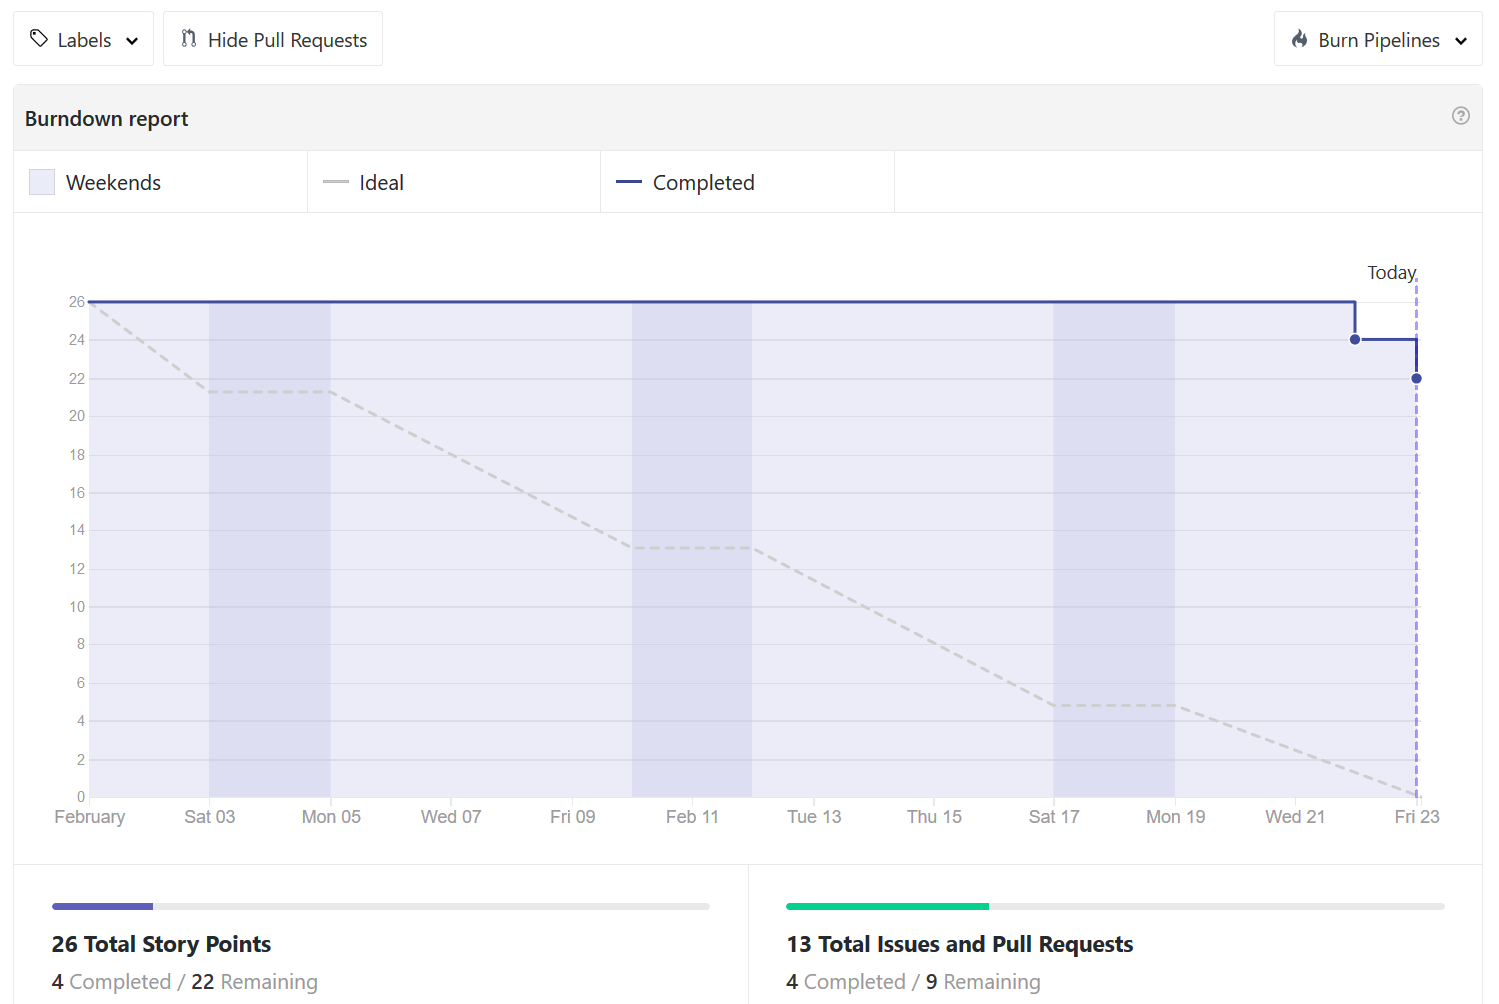 Labels
Hide Pull Requests
Burn Pipelines
Burndown report
?
Weekends
Ideal
Completed
Today
26
24
22
20
18
16
14
12
10
8
6
4
2
0
February
Sat 03
Mon 05
Wed 07
Fri 09
Feb 11
Tue 13
Thu 15
Sat 17
Mon 19
Wed 21
Fri 23
26 Total Story Points
4 Completed / 22 Remaining
13 Total Issues and Pull Requests
4 Completed / 9 Remaining